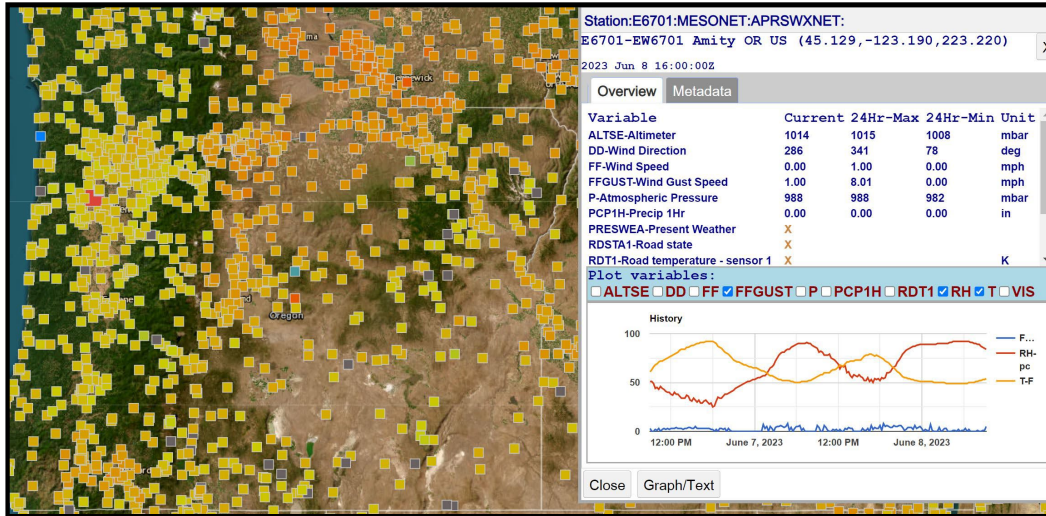 Station:E6701:MESONET:APRSWXNET:
E6701-EW6701 Amity OR US (45.129,-123.190,223.220)
X
2023 Jun 8 16:00:00Z
Overview Metadata
Variable Current 24Hr-Max 24Hr-Min Unit
ALTSE-Altimeter 1014 1015 1008 mbar
DD-Wind Direction 286 341 78 deg
FF-Wind Speed 0.00 1.00 0.00 mph
FFGUST-Wind Gust Speed 1.00 8.01 0.00 mph
P-Atmospheric Pressure 988 988 982 mbar
PCP1H-Precip 1Hr 0.00 0.00 0.00 in
PRESWEA-Present Weather X
RDSTA1-Road state X
RDT1-Road temperature - sensor 1 X K
Plot variables:
ALTSE DD FF FFGUST P PCP1H RDT1 RH T VIS
History
100
50
0
12:00 PM June 7, 2023 12:00 PM June 8, 2023
F...
RH-
pc
T-F
Close Graph/Text
Oregon